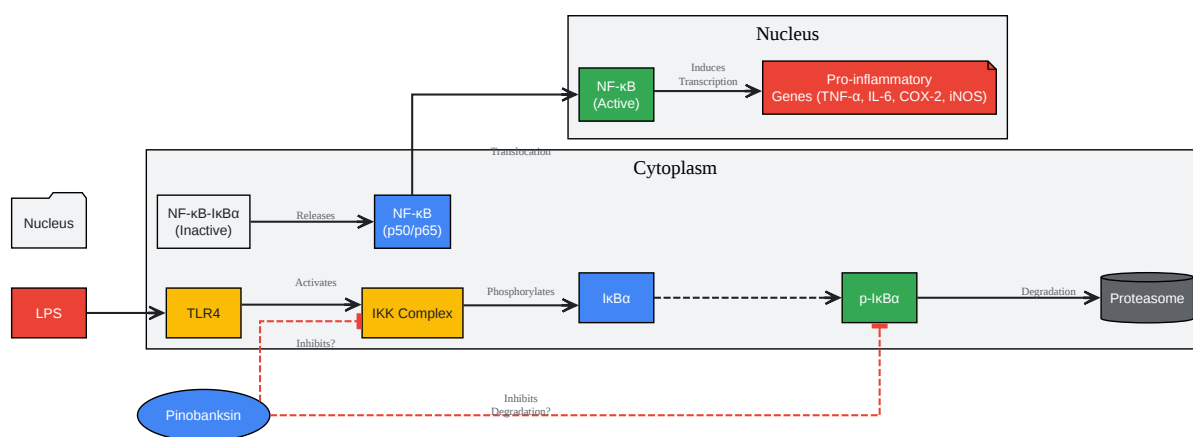 Nucleus
NF-κB
(Active)
Induces
Transcription
Pro-inflammatory
Genes (TNF-α, IL-6, COX-2, iNOS)
Translocation
Cytoplasm
Nucleus
NF-κB-IκBα
(Inactive)
Releases
NF-κB
(p50/p65)
LPS
TLR4
Activates
IKK Complex
Phosphorylates
IκBα
p-IκBα
Degradation
Proteasome
Inhibits?
Pinobanksin
Inhibits
Degradation?